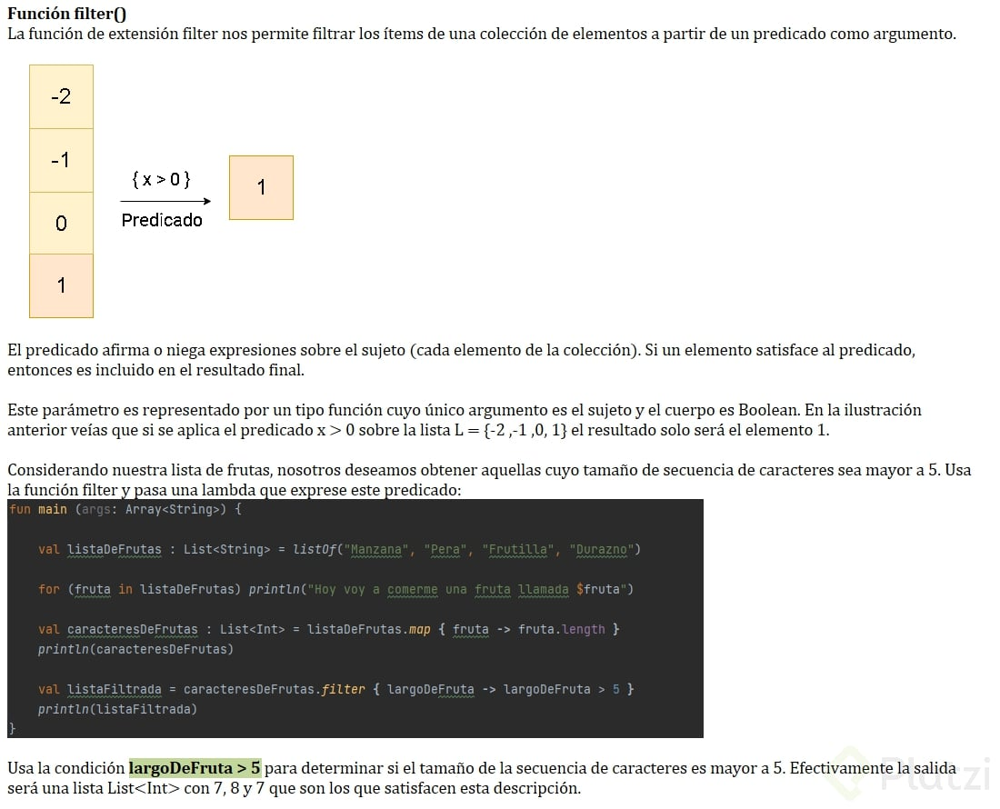 Función filter()
La función de extensión filter nos permite filtrar los ítems de una colección de elementos a partir de un predicado como argumento.
-2
-1
0
1
{ x > 0 }
Predicado
1
El predicado afirma o niega expresiones sobre el sujeto (cada elemento de la colección). Si un elemento satisface al predicado,
entonces es incluido en el resultado final.
Este parámetro es representado por un tipo función cuyo único argumento es el sujeto y el cuerpo es Boolean. En la ilustración
anterior veías que si se aplica el predicado x > 0 sobre la lista L = {-2 ,-1 ,0, 1} el resultado solo será el elemento 1.
Considerando nuestra lista de frutas, nosotros deseamos obtener aquellas cuyo tamaño de secuencia de caracteres sea mayor a 5. Usa
la función filter y pasa una lambda que exprese este predicado:
fun main (args: Array<String>) {
val listaDeFrutas : List<String> = listOf("Manzana", "Pera", "Frutilla", "Durazno")
for (fruta in listaDeFrutas) println("Hoy voy a comerme una fruta llamada $fruta")
val caracteresDeFrutas : List<Int> = listaDeFrutas.map { fruta -> fruta.length }
println(caracteresDeFrutas)
val listaFiltrada = caracteresDeFrutas.filter { largoDeFruta -> largoDeFruta > 5 }
println(listaFiltrada)
}
Usa la condición largoDeFruta > 5 para determinar si el tamaño de la secuencia de caracteres es mayor a 5. Efectivamente la salida
será una lista List<Int> con 7, 8 y 7 que son los que satisfacen esta descripción.
Platzi